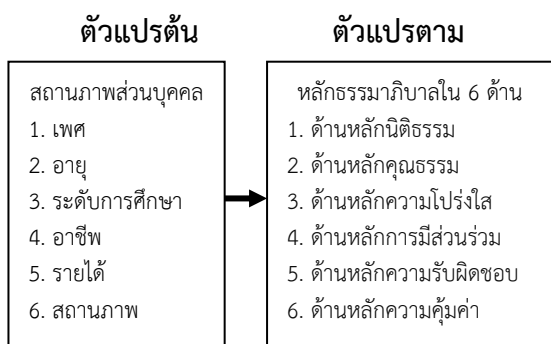 ตัวแปรต้น
สถานภาพส่วนบุคคล
1. เพศ
2. อายุ
3. ระดับการศึกษา
4. อาชีพ
5. รายได้
6. สถานภาพ
ตัวแปรตาม
หลักธรรมาภิบาลใน 6 ด้าน
1. ด้านหลักนิติธรรม
2. ด้านหลักคุณธรรม
3. ด้านหลักความโปร่งใส
4. ด้านหลักการมีส่วนร่วม
5. ด้านหลักความรับผิดชอบ
6. ด้านหลักความคุ้มค่า